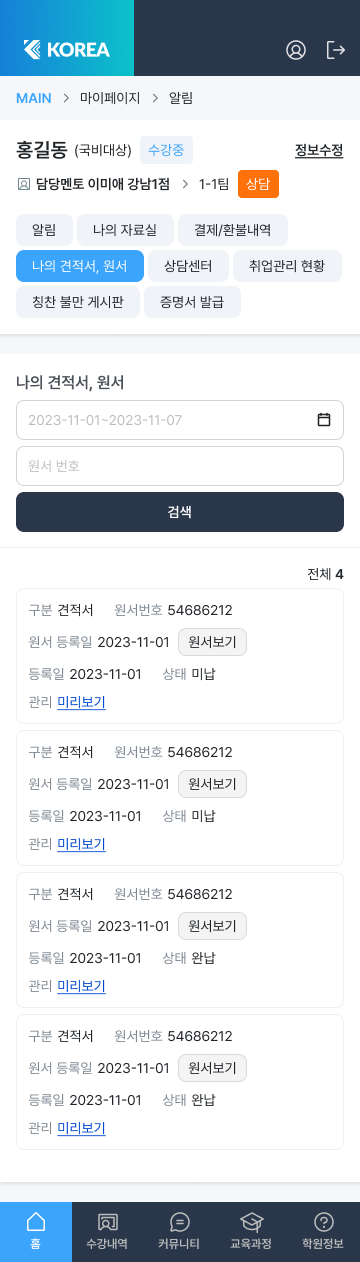 KOREA
MAIN > 마이페이지 > 알림
홍길동 (국비대상) 수강중 정보수정
담당멘토 이미애 강남1점 > 1-1팀 상담
알림 나의 자료실 결제/환불내역
나의 견적서, 원서 상담센터 취업관리 현황
칭찬 불만 게시판 증명서 발급
나의 견적서, 원서
2023-11-01~2023-11-07
원서 번호
검색
전체 4
구분 견적서 원서번호 54686212
원서 등록일 2023-11-01 원서보기
등록일 2023-11-01 상태 미납
관리 미리보기
구분 견적서 원서번호 54686212
원서 등록일 2023-11-01 원서보기
등록일 2023-11-01 상태 미납
관리 미리보기
구분 견적서 원서번호 54686212
원서 등록일 2023-11-01 원서보기
등록일 2023-11-01 상태 완납
관리 미리보기
구분 견적서 원서번호 54686212
원서 등록일 2023-11-01 원서보기
등록일 2023-11-01 상태 완납
관리 미리보기
홈 수강내역 커뮤니티 교육과정 학원정보